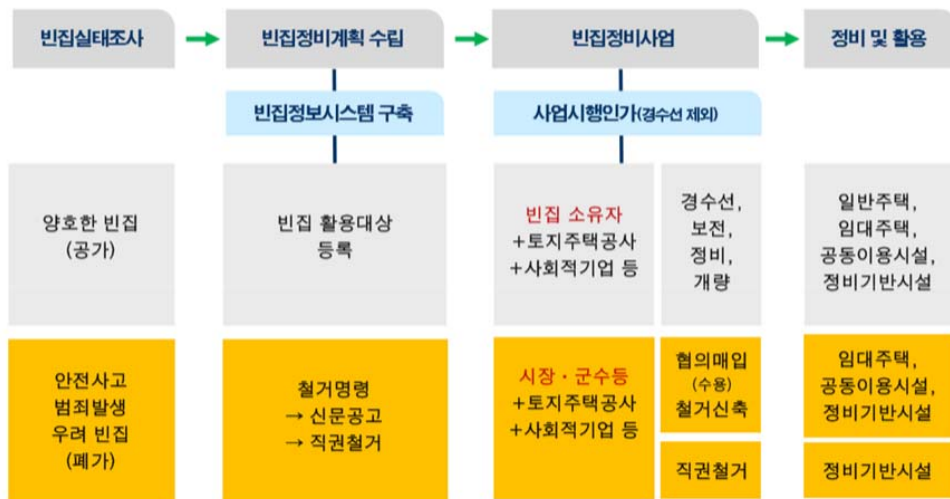 빈집실태조사
빈집정비계획 수립
빈집정비사업
정비 및 활용
빈집정보시스템 구축
사업시행인가(경수선 제외)
양호한 빈집
(공가)
빈집 활용대상
등록
빈집 소유자
+토지주택공사
+사회적기업 등
경수선,
보전,
정비,
개량
일반주택,
임대주택,
공동이용시설,
정비기반시설
안전사고
범죄발생
우려 빈집
(폐가)
철거명령
→ 신문공고
→ 직권철거
시장・군수등
+토지주택공사
+사회적기업 등
협의매입
(수용)
철거신축
직권철거
임대주택,
공동이용시설,
정비기반시설
정비기반시설